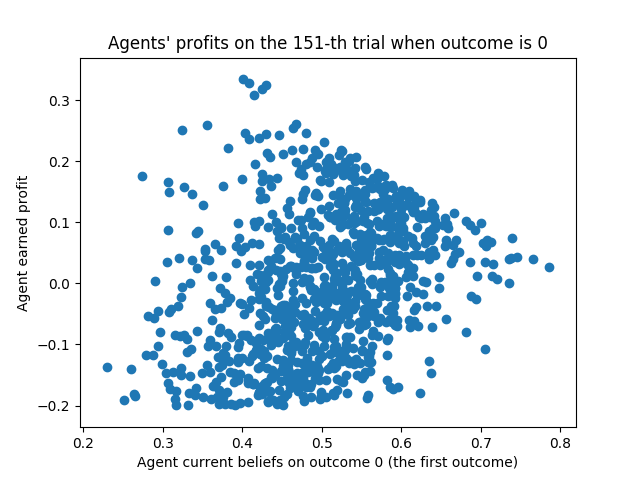 Agents' profits on the 151-th trial when outcome is 0
Agent earned profit
0.3
0.2
0.1
0.0
−0.1
−0.2
0.2 0.3 0.4 0.5 0.6 0.7 0.8
Agent current beliefs on outcome 0 (the first outcome)